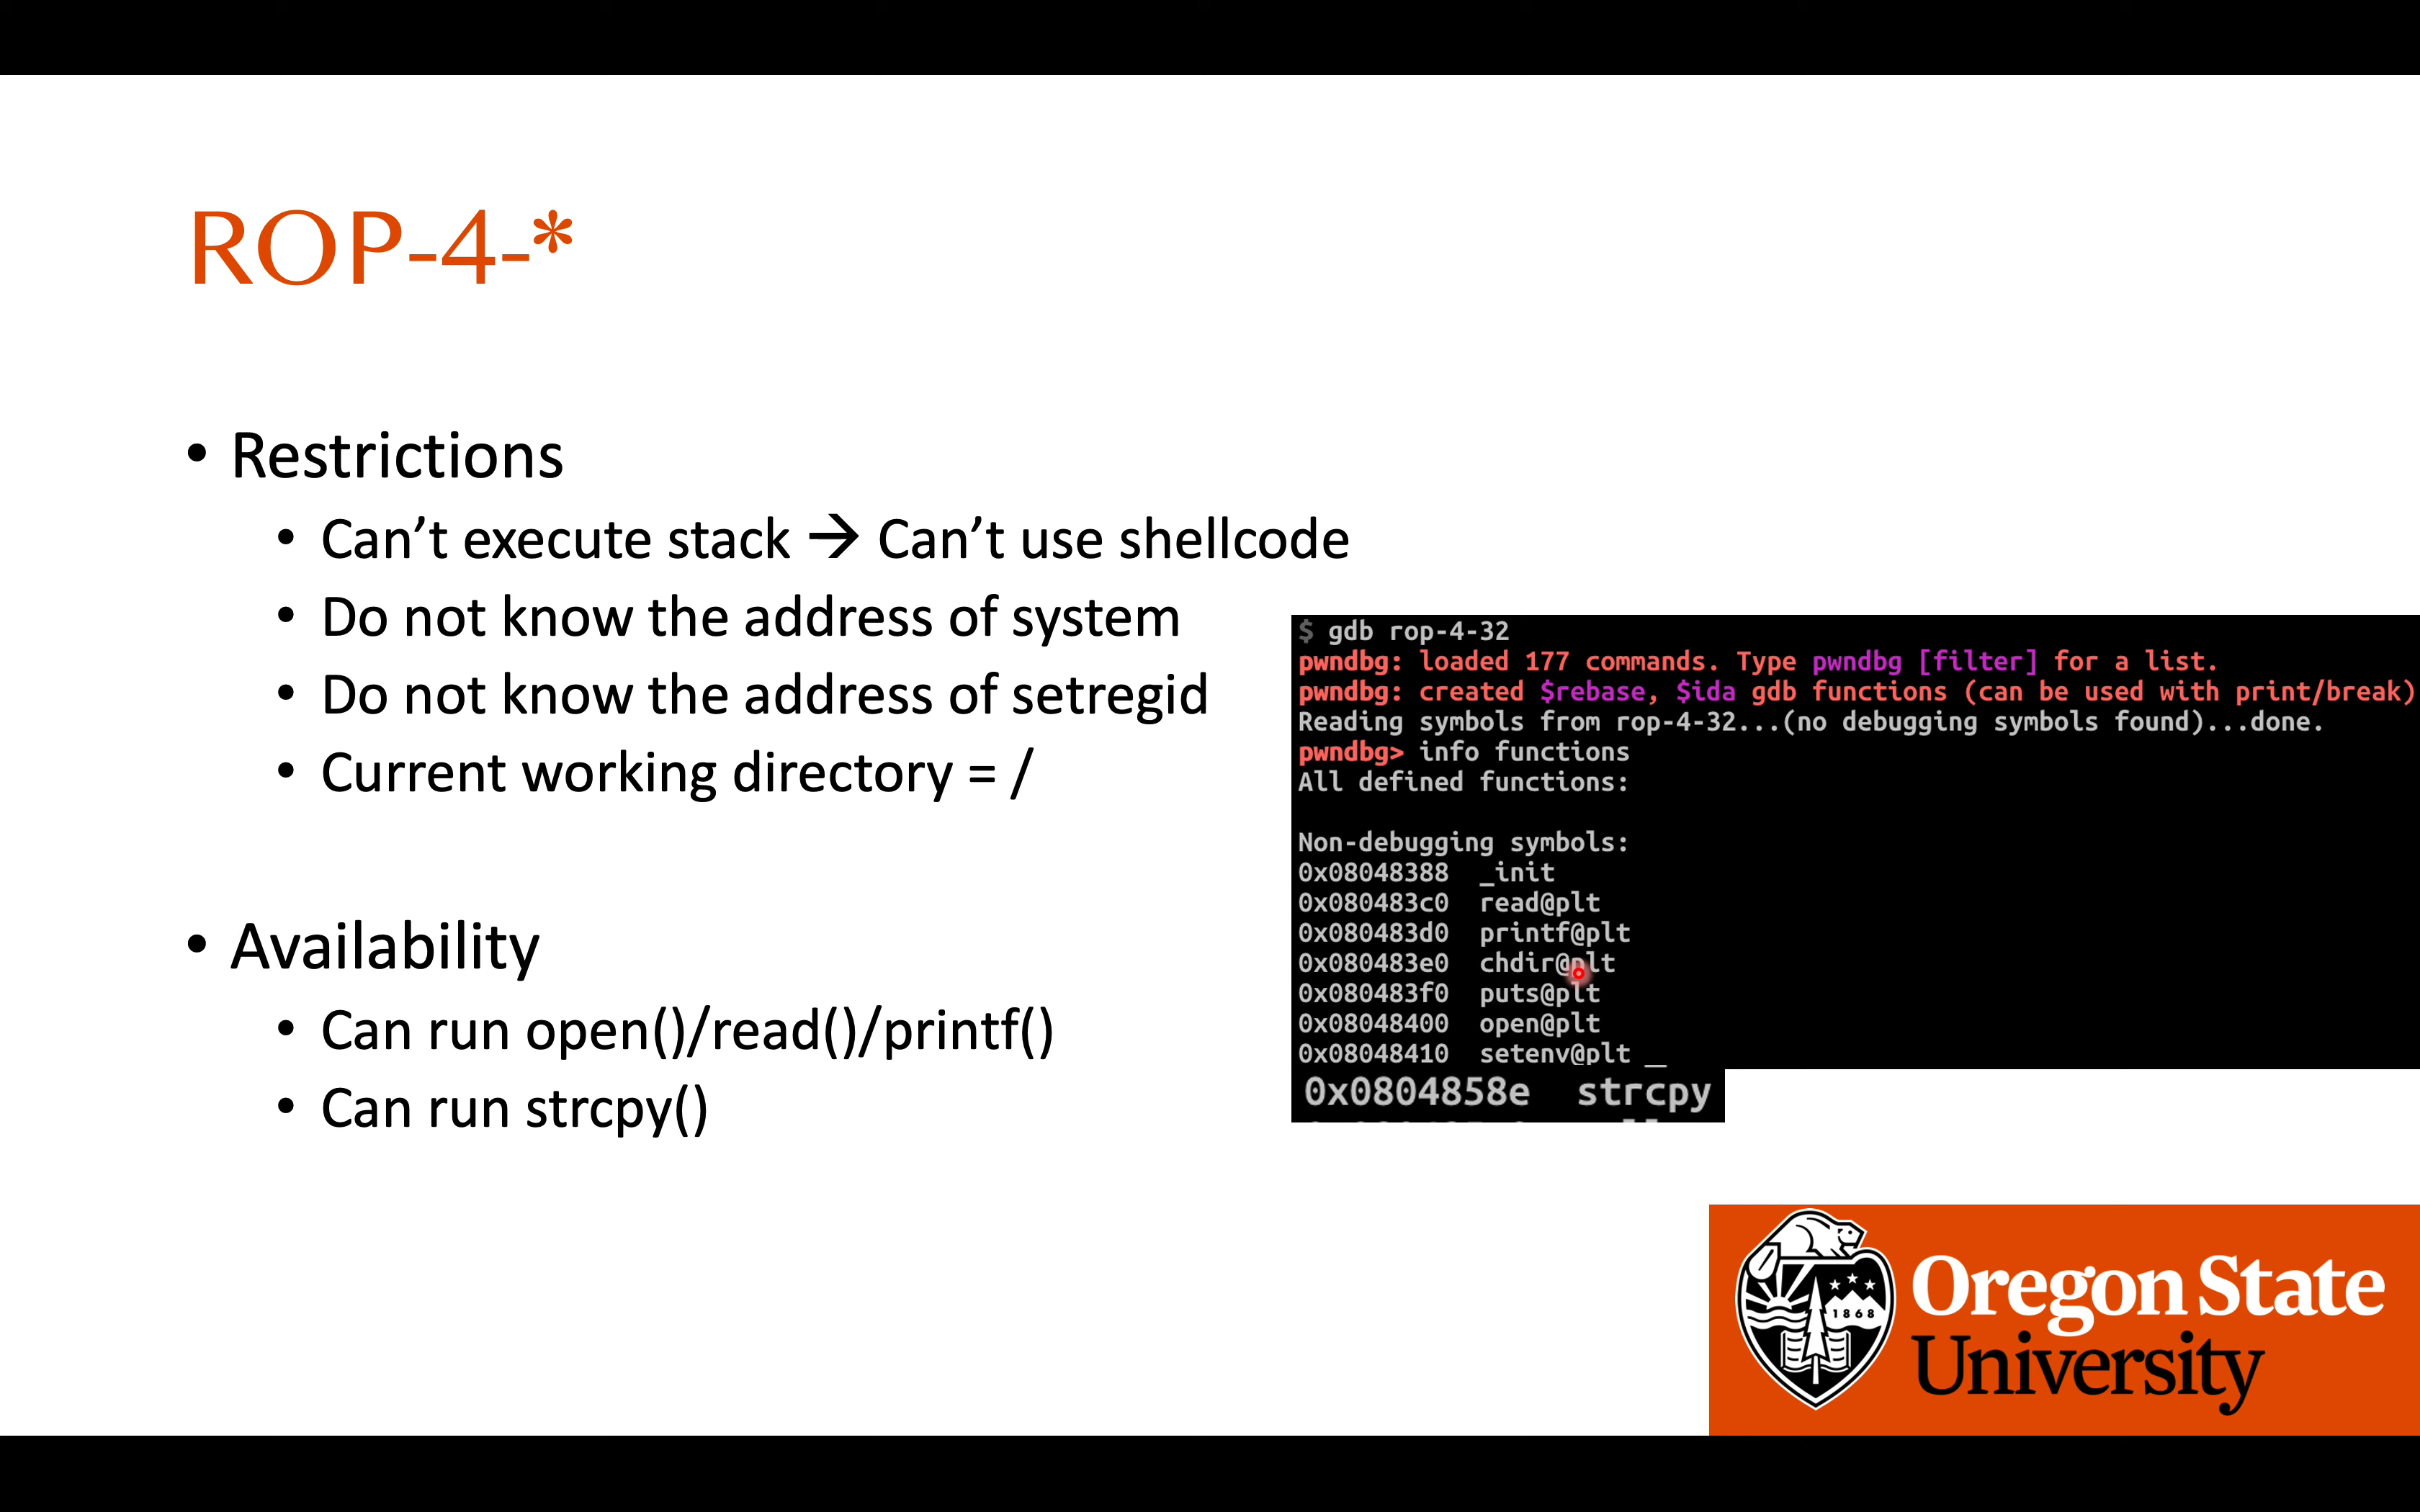 ROP-4-*
• Restrictions
• Can’t execute stack → Can’t use shellcode
• Do not know the address of system
• Do not know the address of setregid
• Current working directory = /
• Availability
• Can run open()/read()/printf()
• Can run strcpy()
$ gdb rop-4-32
pwndbg: loaded 177 commands. Type pwndbg [filter] for a list.
pwndbg: created $rebase, $ida gdb functions (can be used with print/break)
Reading symbols from rop-4-32...(no debugging symbols found)...done.
pwndbg> info functions
All defined functions:
Non-debugging symbols:
0x08048388 _init
0x080483c0 read@plt
0x080483d0 printf@plt
0x080483e0 chdir@plt
0x080483f0 puts@plt
0x08048400 open@plt
0x08048410 setenv@plt
0x0804858e strcpy
1868
Oregon State
University